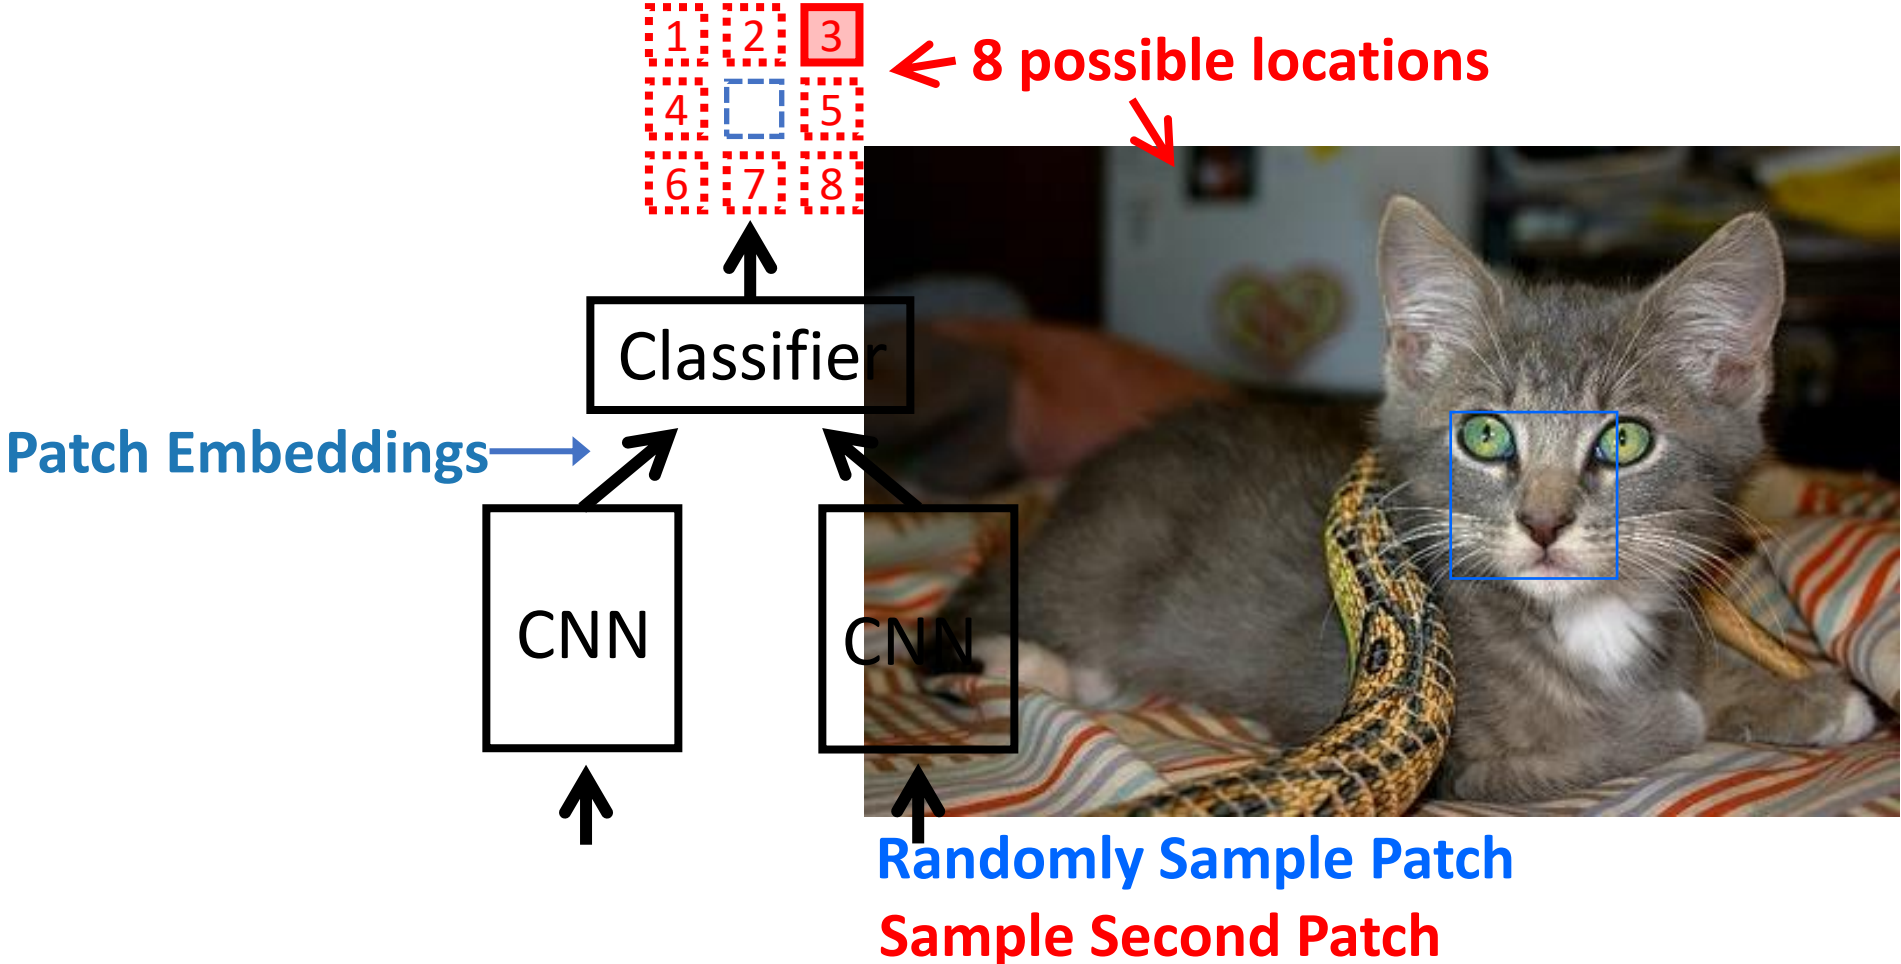 1 2 3
8 possible locations
4 5
6 7 8
Classifier
Patch Embeddings
CNN CNN
Randomly Sample Patch
Sample Second Patch